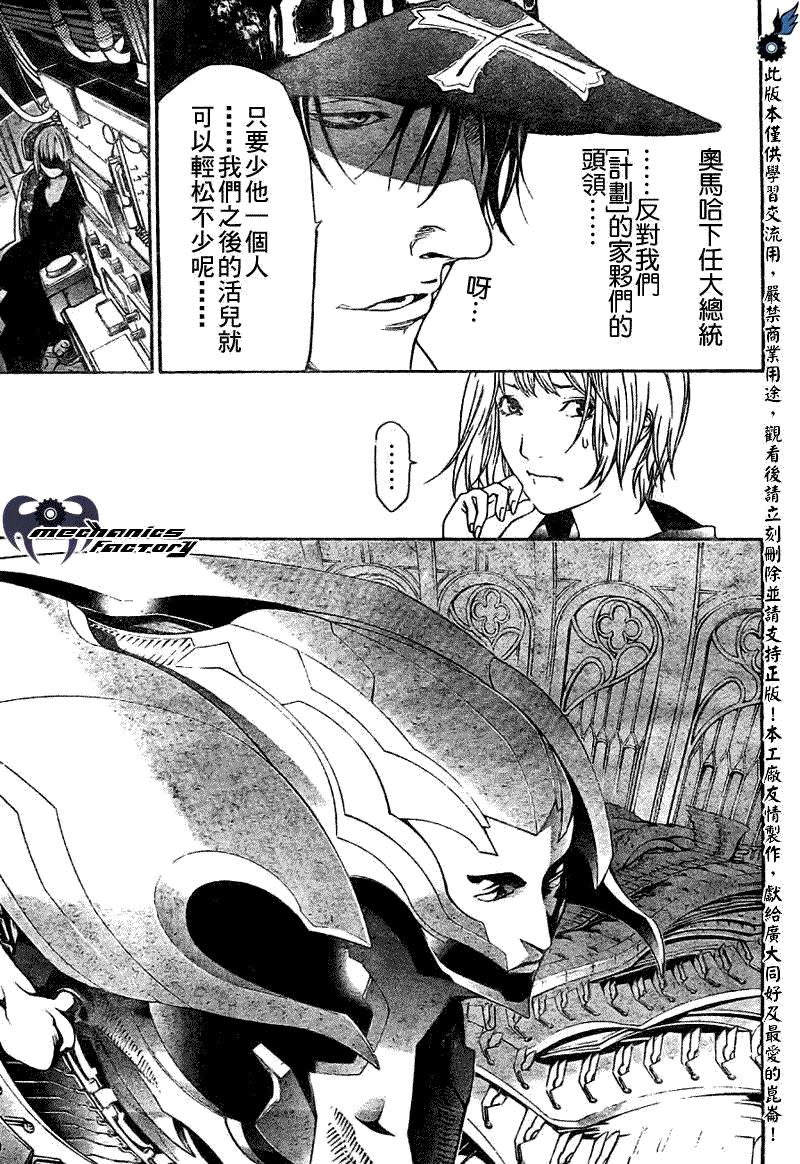 奧馬哈下任大總統
……反對我們
「計劃」的家夥們的
頭領……
呀…
只要少他一個人
……我們之後的活兒就
可以輕松不少呢……
……
mechanics
factory
此版本僅供學習交流用，嚴禁商業用途，觀看後請立刻刪除並請支持正版！本工廠友情製作，獻給廣大同好及最愛的崑崙！